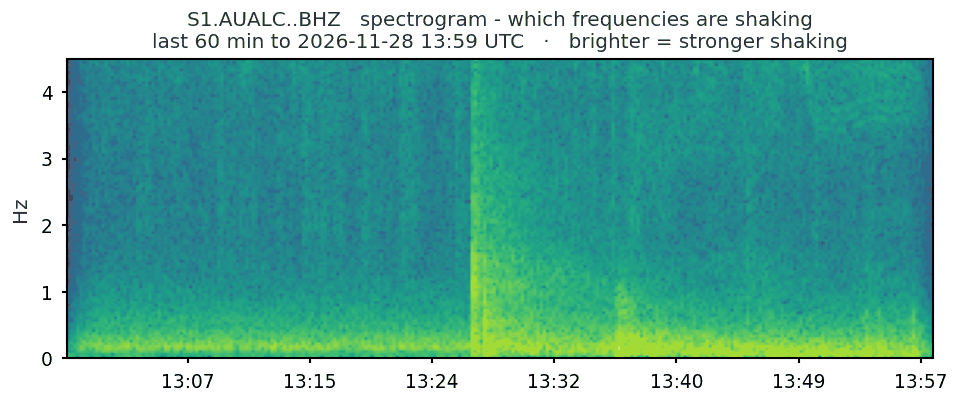 S1.AUALC..BHZ   spectrogram - which frequencies are shaking
last 60 min to 2026-11-28 13:59 UTC   ·   brighter = stronger shaking
4
3
2
1
0
Hz
13:07 13:15 13:24 13:32 13:40 13:49 13:57